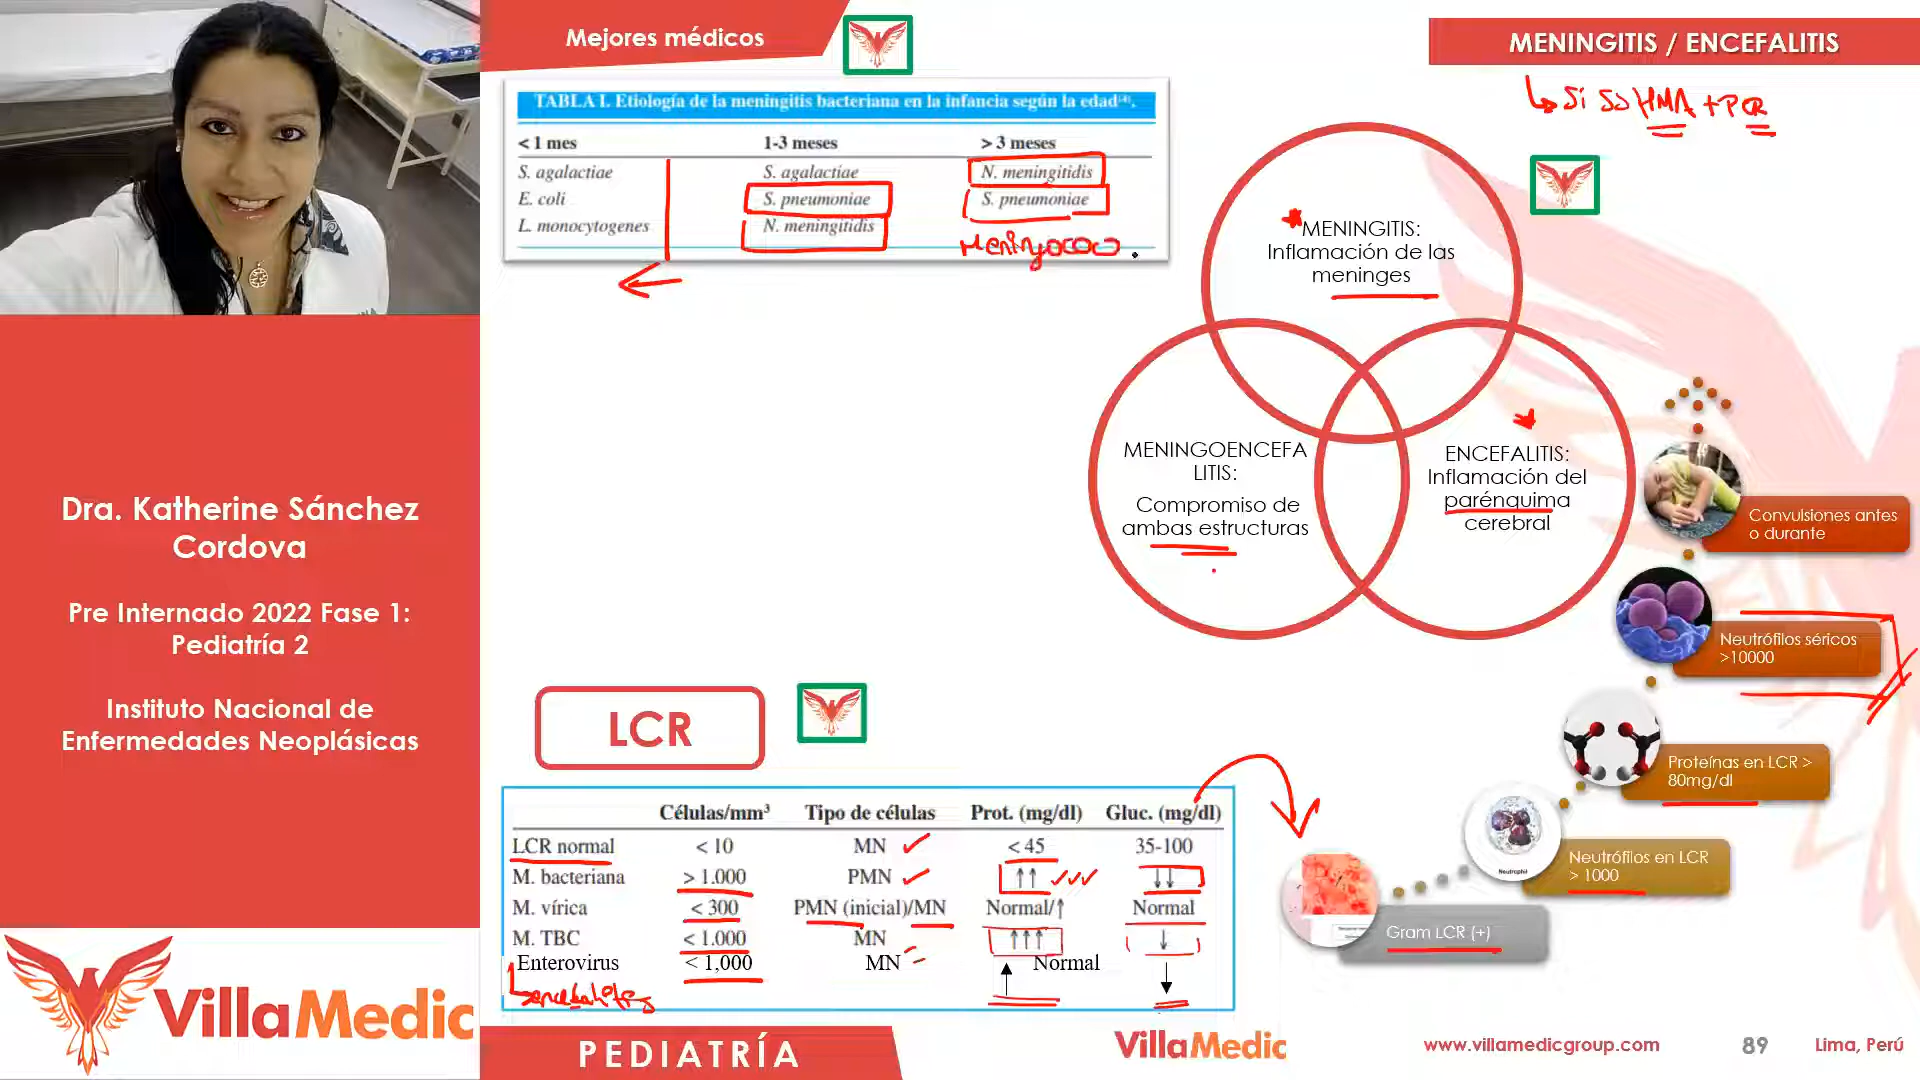 Mejores médicos
MENINGITIS / ENCEFALITIS
TABLA I. Etiología de la meningitis bacteriana en la infancia según la edad(4).
< 1 mes 1-3 meses > 3 meses
S. agalactiae S. agalactiae N. meningitidis
E. coli S. pneumoniae S. pneumoniae
L. monocytogenes N. meningitidis
Meningococo
MENINGITIS:
Inflamación de las
meninges
MENINGOENCEFA
LITIS:
Compromiso de
ambas estructuras
ENCEFALITIS:
Inflamación del
parénquima
cerebral
Convulsiones antes
o durante
Neutrófilos séricos
>10000
Proteínas en LCR >
80mg/dl
Neutrófilos en LCR
> 1000
Gram LCR (+)
Dra. Katherine Sánchez
Cordova
Pre Internado 2022 Fase 1:
Pediatría 2
Instituto Nacional de
Enfermedades Neoplásicas
LCR
Células/mm³ Tipo de células Prot. (mg/dl) Gluc. (mg/dl)
LCR normal < 10 MN < 45 35-100
M. bacteriana > 1.000 PMN ↑↑ ↓↓
M. vírica < 300 PMN (inicial)/MN Normal/↑ Normal
M. TBC < 1.000 MN ↑↑↑ ↓
Enterovirus < 1,000 MN Normal
VillaMedic
PEDIATRÍA
VillaMedic
www.villamedicgroup.com
89
Lima, Perú